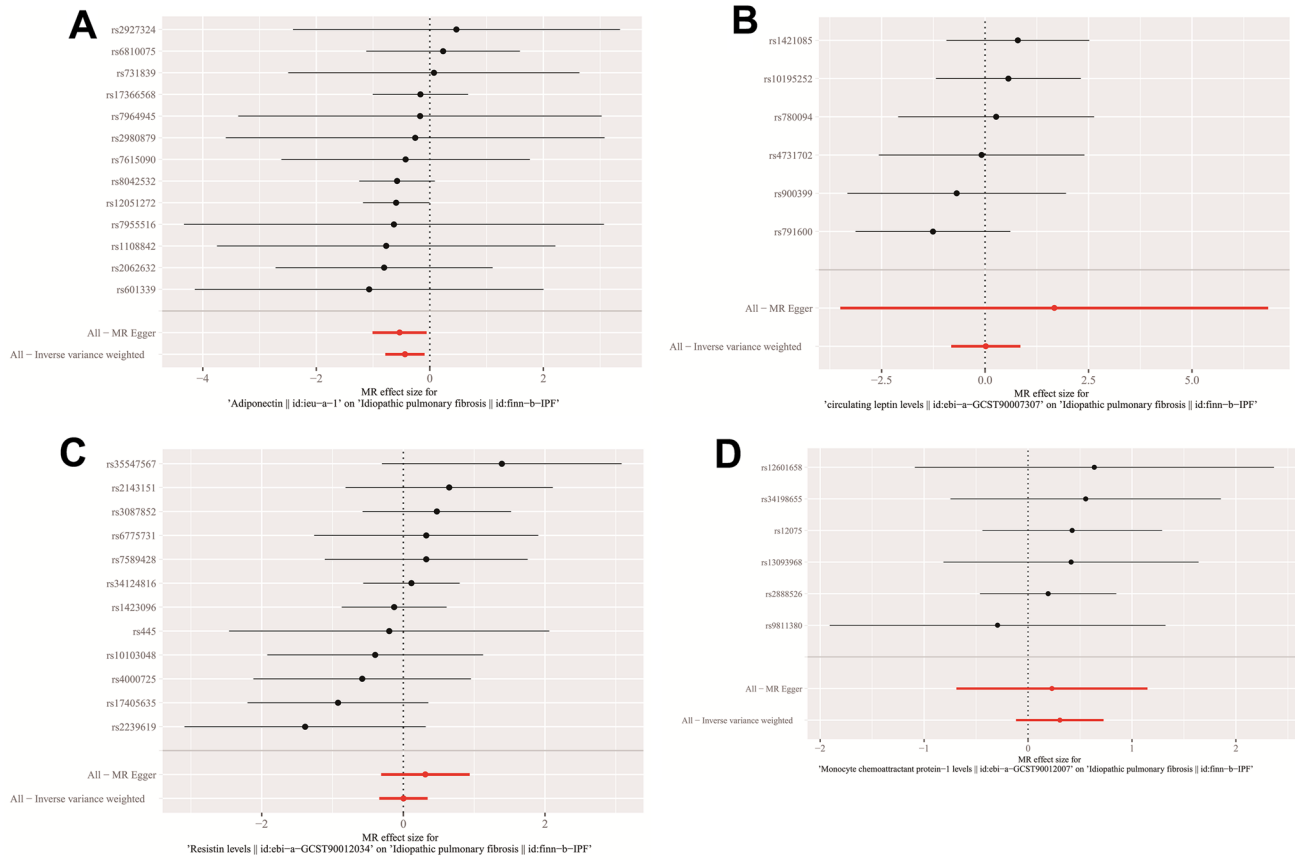 A
rs2927324
rs6810075
rs731839
rs17366568
rs7964945
rs2980879
rs7615090
rs8042532
rs12051272
rs7955516
rs1108842
rs2062632
rs601339
All − MR Egger
All − Inverse variance weighted
−4 −2 0 2
MR effect size for
'Adiponectin || id:ieu−a−1' on 'Idiopathic pulmonary fibrosis || id:finn−b−IPF'
B
rs1421085
rs10195252
rs780094
rs4731702
rs900399
rs791600
All − MR Egger
All − Inverse variance weighted
−2.5 0.0 2.5 5.0
MR effect size for
'circulating leptin levels || id:ebi−a−GCST90007307' on 'Idiopathic pulmonary fibrosis || id:finn−b−IPF'
C
rs35547567
rs2143151
rs3087852
rs6775731
rs7589428
rs34124816
rs1423096
rs445
rs10103048
rs4000725
rs17405635
rs2239619
All − MR Egger
All − Inverse variance weighted
−2 0 2
MR effect size for
'Resistin levels || id:ebi−a−GCST90012034' on 'Idiopathic pulmonary fibrosis || id:finn−b−IPF'
D
rs12601658
rs34198655
rs12075
rs13093968
rs2888526
rs9811380
All − MR Egger
All − Inverse variance weighted
−2 −1 0 1 2
MR effect size for
'Monocyte chemoattractant protein−1 levels || id:ebi−a−GCST90012007' on 'Idiopathic pulmonary fibrosis || id:finn−b−IPF'